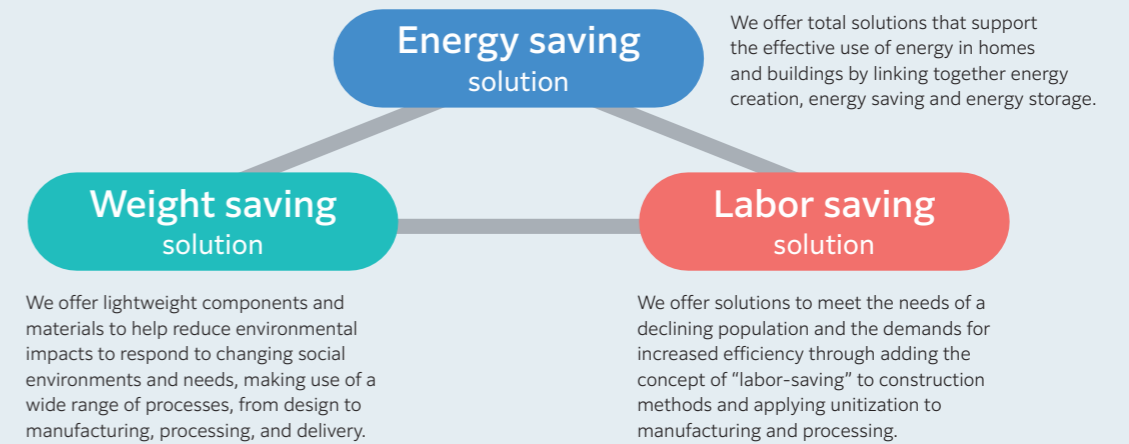 Energy saving
solution
We offer total solutions that support
the effective use of energy in homes
and buildings by linking together energy
creation, energy saving and energy storage.
Weight saving
solution
We offer lightweight components and
materials to help reduce environmental
impacts to respond to changing social
environments and needs, making use of a
wide range of processes, from design to
manufacturing, processing, and delivery.
Labor saving
solution
We offer solutions to meet the needs of a
declining population and the demands for
increased efficiency through adding the
concept of “labor-saving” to construction
methods and applying unitization to
manufacturing and processing.